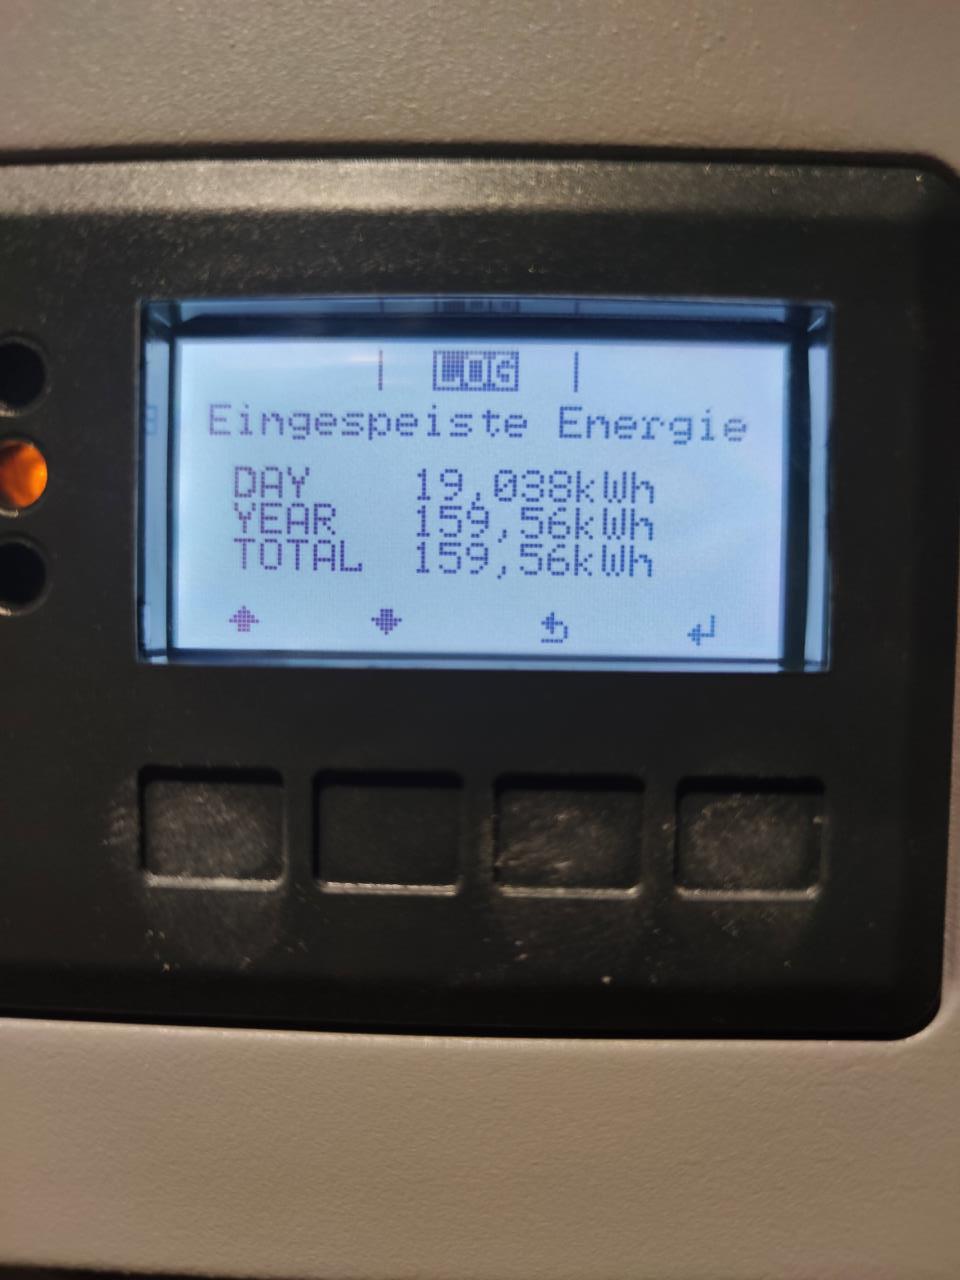 LOG
Eingespeiste Energie
DAY 19,038kWh
YEAR 159,56kWh
TOTAL 159,56kWh